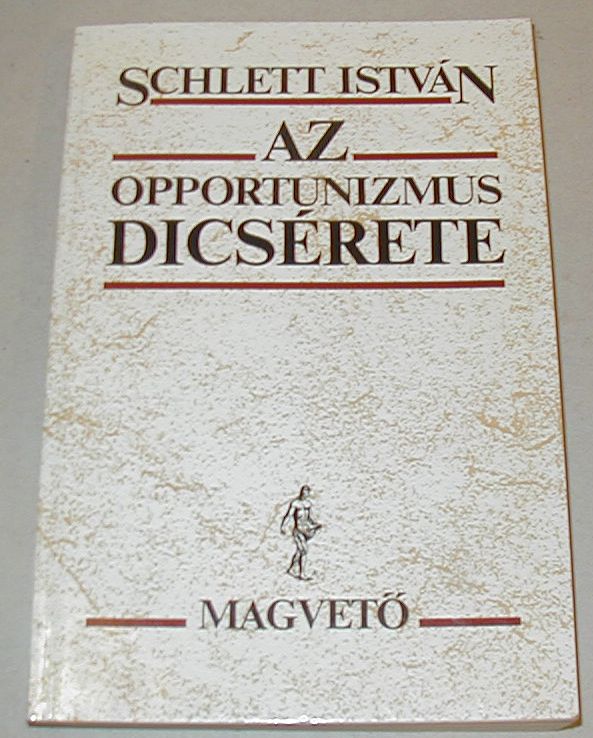 SCHLETT ISTVÁN
AZ
OPPORTUNIZMUS
DICSÉRETE
MAGVETŐ